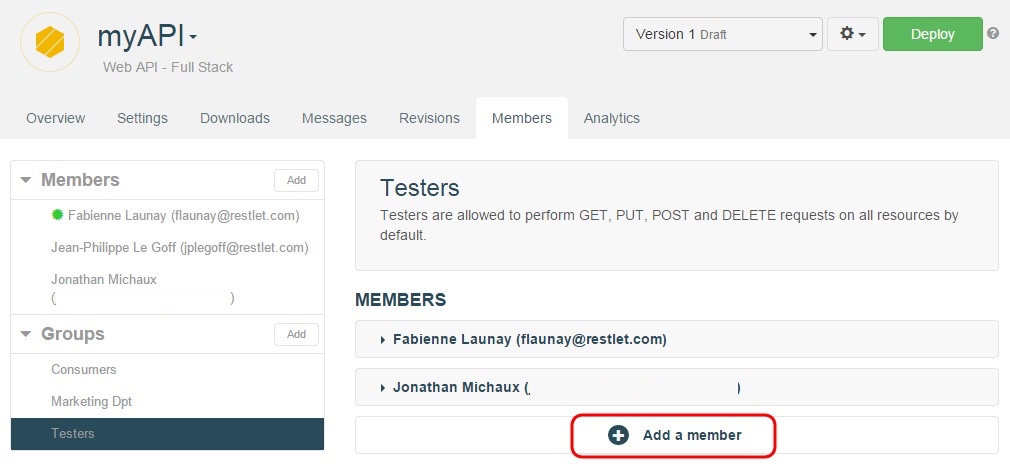 myAPI
Web API - Full Stack
Version 1 Draft
Deploy
?
Overview Settings Downloads Messages Revisions Members Analytics
Members Add
Fabienne Launay (flaunay@restlet.com)
Jean-Philippe Le Goff (jplegoff@restlet.com)
Jonathan Michaux
( )
Groups Add
Consumers
Marketing Dpt
Testers
Testers
Testers are allowed to perform GET, PUT, POST and DELETE requests on all resources by
default.
MEMBERS
Fabienne Launay (flaunay@restlet.com)
Jonathan Michaux ( )
Add a member